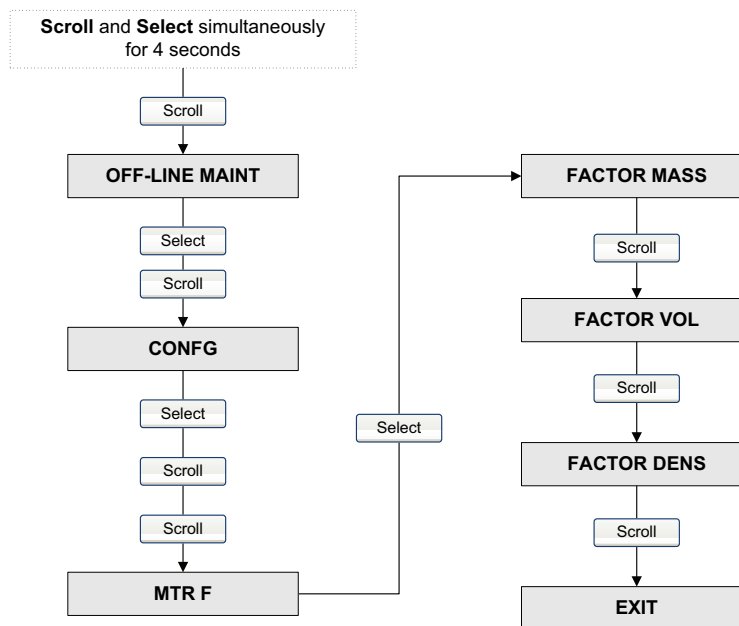 Scroll and Select simultaneously
for 4 seconds
Scroll
OFF-LINE MAINT
Select
Scroll
CONFG
Select
Scroll
Scroll
MTR F
Select
FACTOR MASS
Scroll
FACTOR VOL
Scroll
FACTOR DENS
Scroll
EXIT